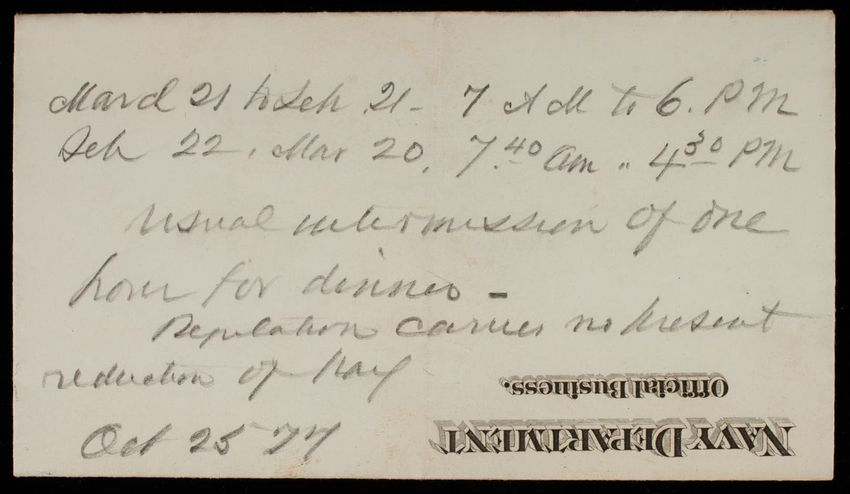 March 21 to Feb 21 - 7 AM to 6. PM
Feb 22. Mar 20. 7.40 am " 4 30 PM
Usual intermission of one
hour for dinner -
Regulation carries no present
reduction of pay
Oct 25 77
Official Business.
NAVY DEPARTMENT